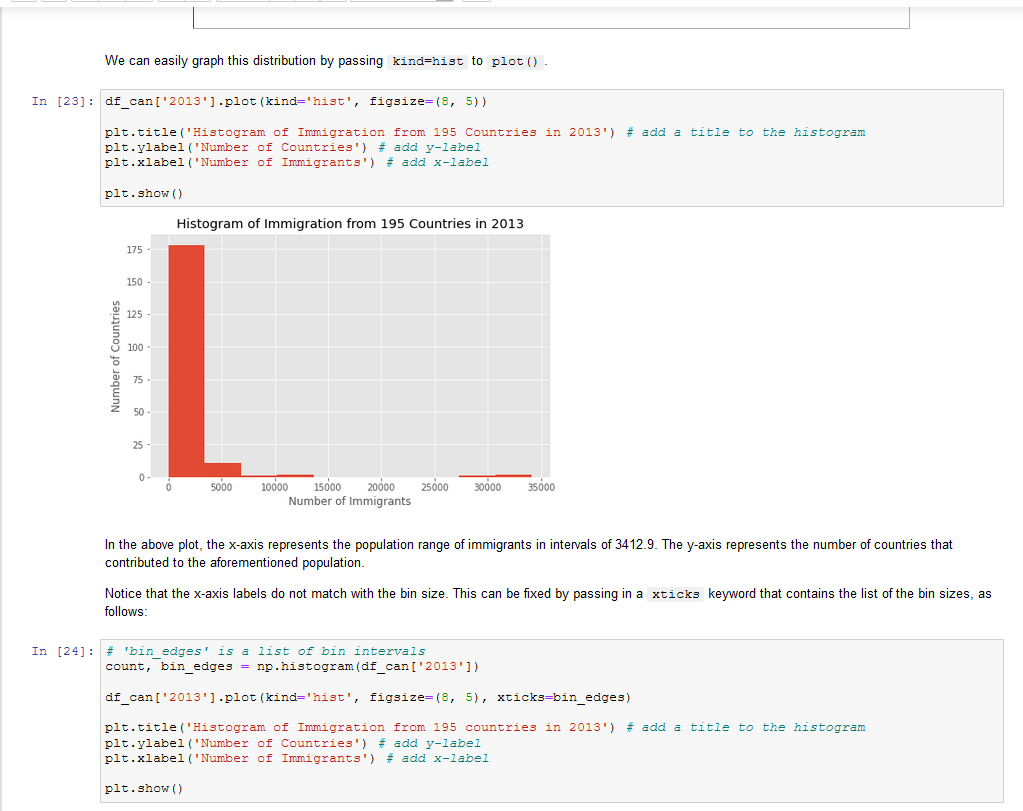 We can easily graph this distribution by passing kind=hist to plot() .
In [23]: df_can['2013'].plot(kind='hist', figsize=(8, 5))
plt.title('Histogram of Immigration from 195 Countries in 2013') # add a title to the histogram
plt.ylabel('Number of Countries') # add y-label
plt.xlabel('Number of Immigrants') # add x-label
plt.show()
Histogram of Immigration from 195 Countries in 2013
Number of Countries
175
150
125
100
75
50
25
0
0 5000 10000 15000 20000 25000 30000 35000
Number of Immigrants
In the above plot, the x-axis represents the population range of immigrants in intervals of 3412.9. The y-axis represents the number of countries that
contributed to the aforementioned population.
Notice that the x-axis labels do not match with the bin size. This can be fixed by passing in a xticks keyword that contains the list of the bin sizes, as
follows:
In [24]: # 'bin_edges' is a list of bin intervals
count, bin_edges = np.histogram(df_can['2013'])
df_can['2013'].plot(kind='hist', figsize=(8, 5), xticks=bin_edges)
plt.title('Histogram of Immigration from 195 countries in 2013') # add a title to the histogram
plt.ylabel('Number of Countries') # add y-label
plt.xlabel('Number of Immigrants') # add x-label
plt.show()